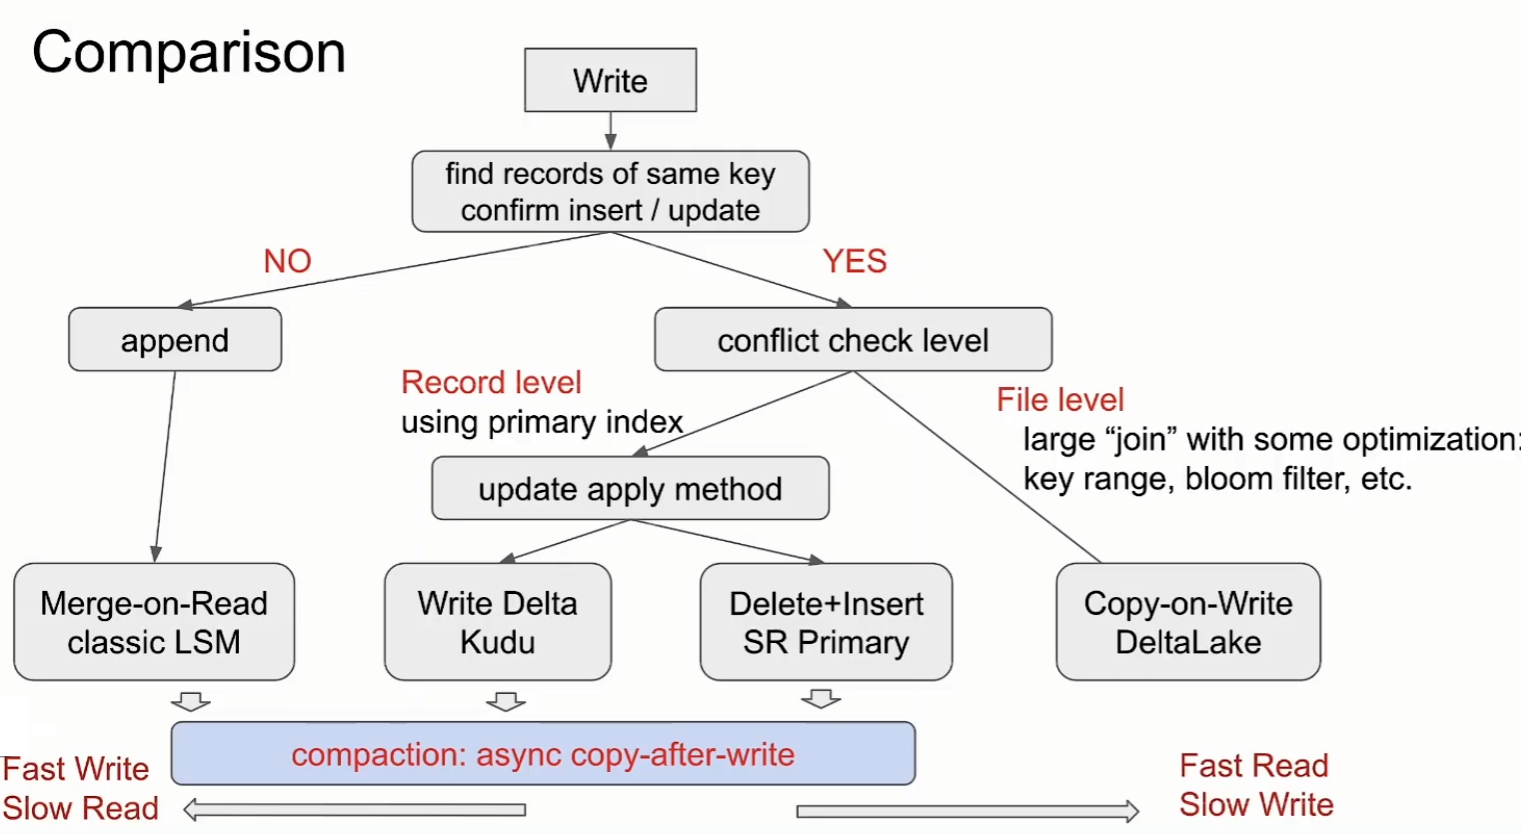 Comparison
Write
find records of same key
confirm insert / update
NO
YES
append
conflict check level
Record level
using primary index
File level
large “join” with some optimization:
key range, bloom filter, etc.
update apply method
Merge-on-Read
classic LSM
Write Delta
Kudu
Delete+Insert
SR Primary
Copy-on-Write
DeltaLake
compaction: async copy-after-write
Fast Write
Slow Read
Fast Read
Slow Write